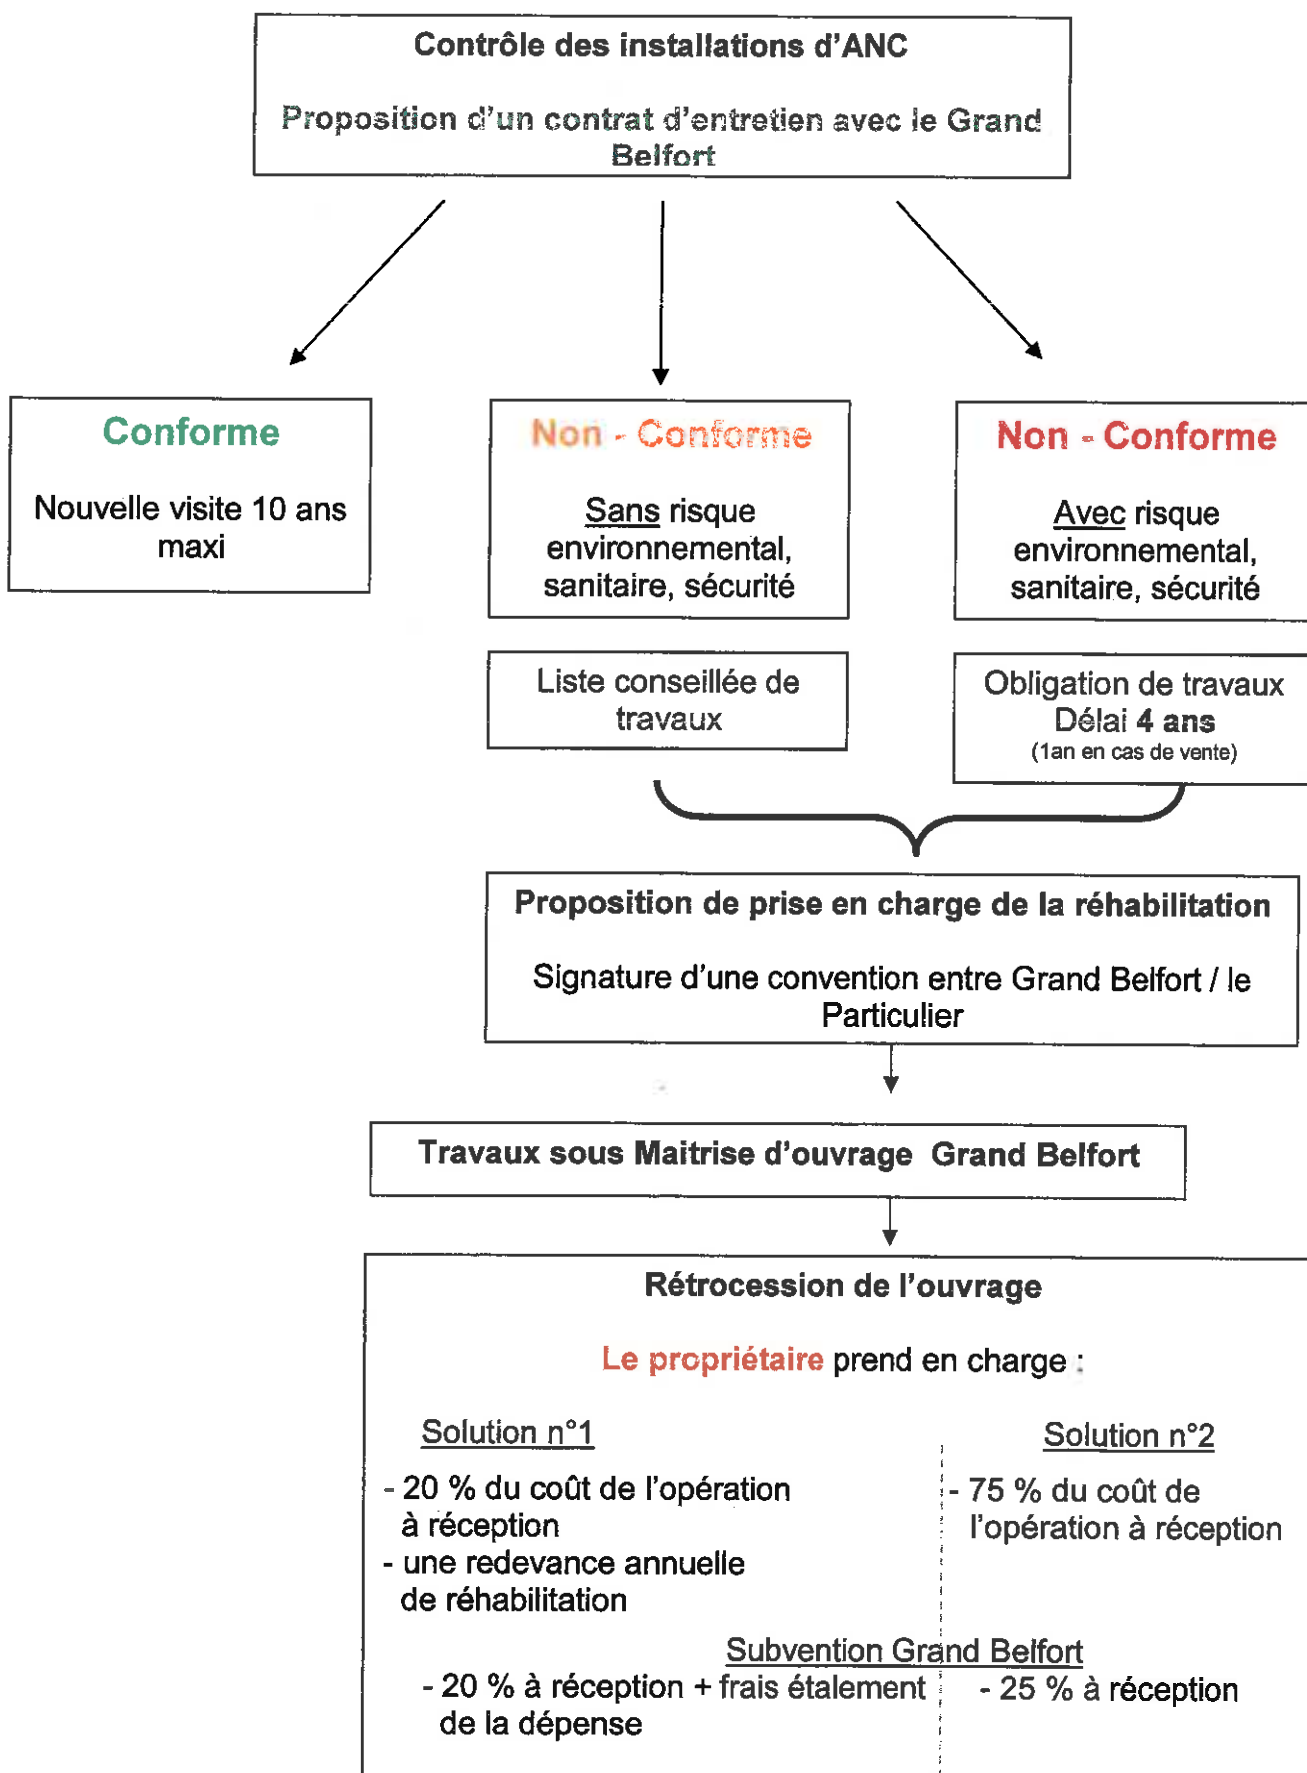 Contrôle des installations d'ANC
Proposition d'un contrat d'entretien avec le Grand
Belfort
Conforme
Nouvelle visite 10 ans
maxi
Non - Conforme
Sans risque
environnemental,
sanitaire, sécurité
Non - Conforme
Avec risque
environnemental,
sanitaire, sécurité
Liste conseillée de
travaux
Obligation de travaux
Délai 4 ans
(1an en cas de vente)
Proposition de prise en charge de la réhabilitation
Signature d'une convention entre Grand Belfort / le
Particulier
Travaux sous Maitrise d'ouvrage Grand Belfort
Rétrocession de l'ouvrage
Le propriétaire prend en charge :
Solution n°1
- 20 % du coût de l'opération
à réception
- une redevance annuelle
de réhabilitation
Solution n°2
- 75 % du coût de
l'opération à réception
Subvention Grand Belfort
- 20 % à réception + frais étalement
de la dépense
- 25 % à réception